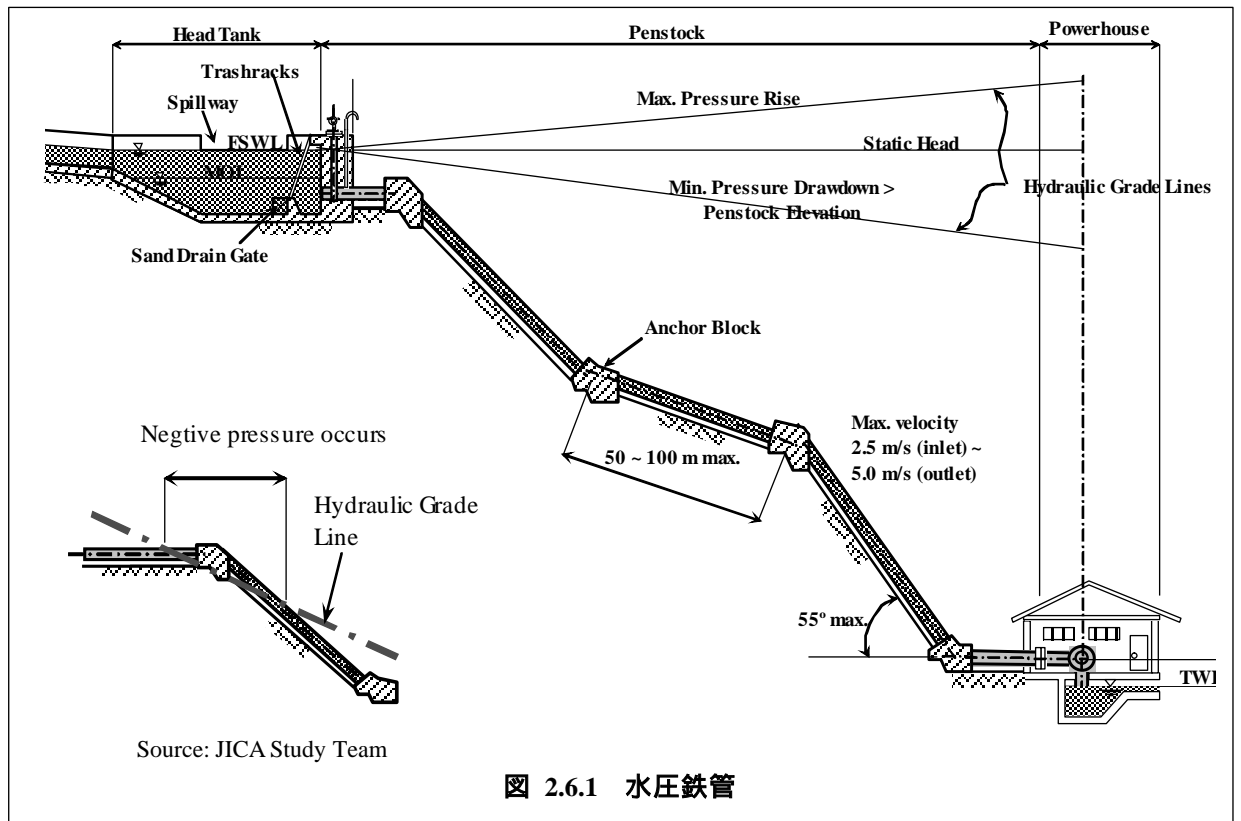 Head Tank
Penstock
Powerhouse
Trashracks
Spillway
FSWL
Max. Pressure Rise
Static Head
Min. Pressure Drawdown >
Penstock Elevation
Hydraulic Grade Lines
Sand Drain Gate
Anchor Block
50 ~ 100 m max.
Max. velocity
2.5 m/s (inlet) ~
5.0 m/s (outlet)
55° max.
TWL
Negtive pressure occurs
Hydraulic Grade
Line
Source: JICA Study Team
図 2.6.1 水圧鉄管